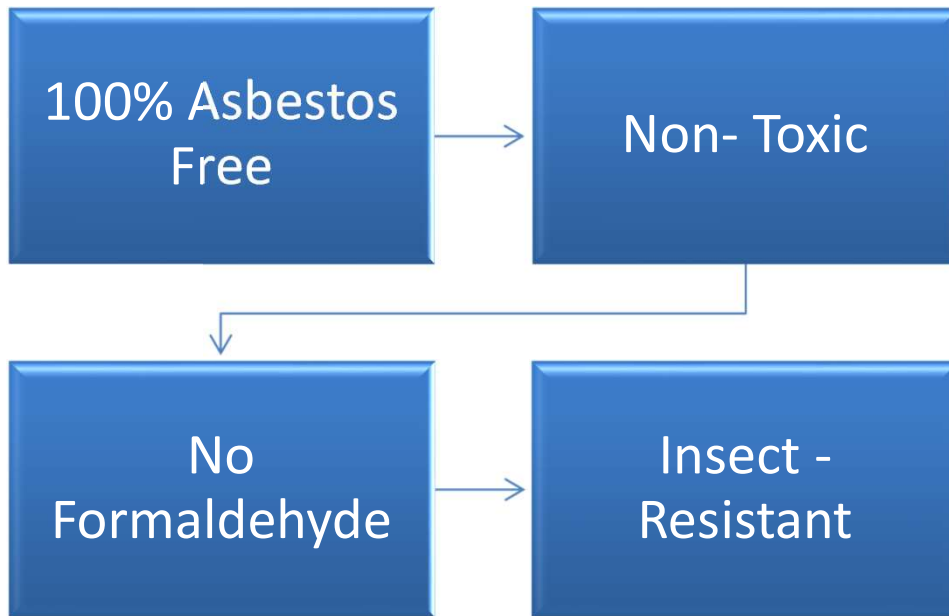 100% Asbestos
Free
Non- Toxic
No
Formaldehyde
Insect -
Resistant